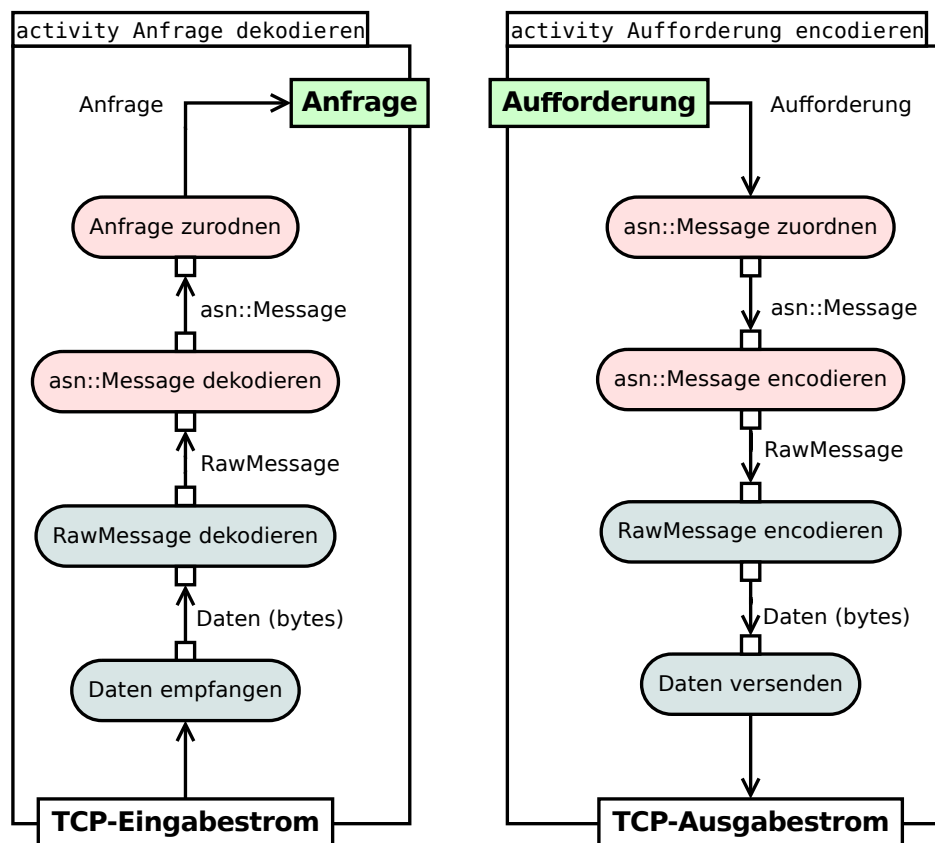 activity Anfrage dekodieren
Anfrage
Anfrage
Anfrage zurodnen
asn::Message
asn::Message dekodieren
RawMessage
RawMessage dekodieren
Daten (bytes)
Daten empfangen
TCP-Eingabestrom
activity Aufforderung encodieren
Aufforderung
Aufforderung
asn::Message zuordnen
asn::Message
asn::Message encodieren
RawMessage
RawMessage encodieren
Daten (bytes)
Daten versenden
TCP-Ausgabestrom